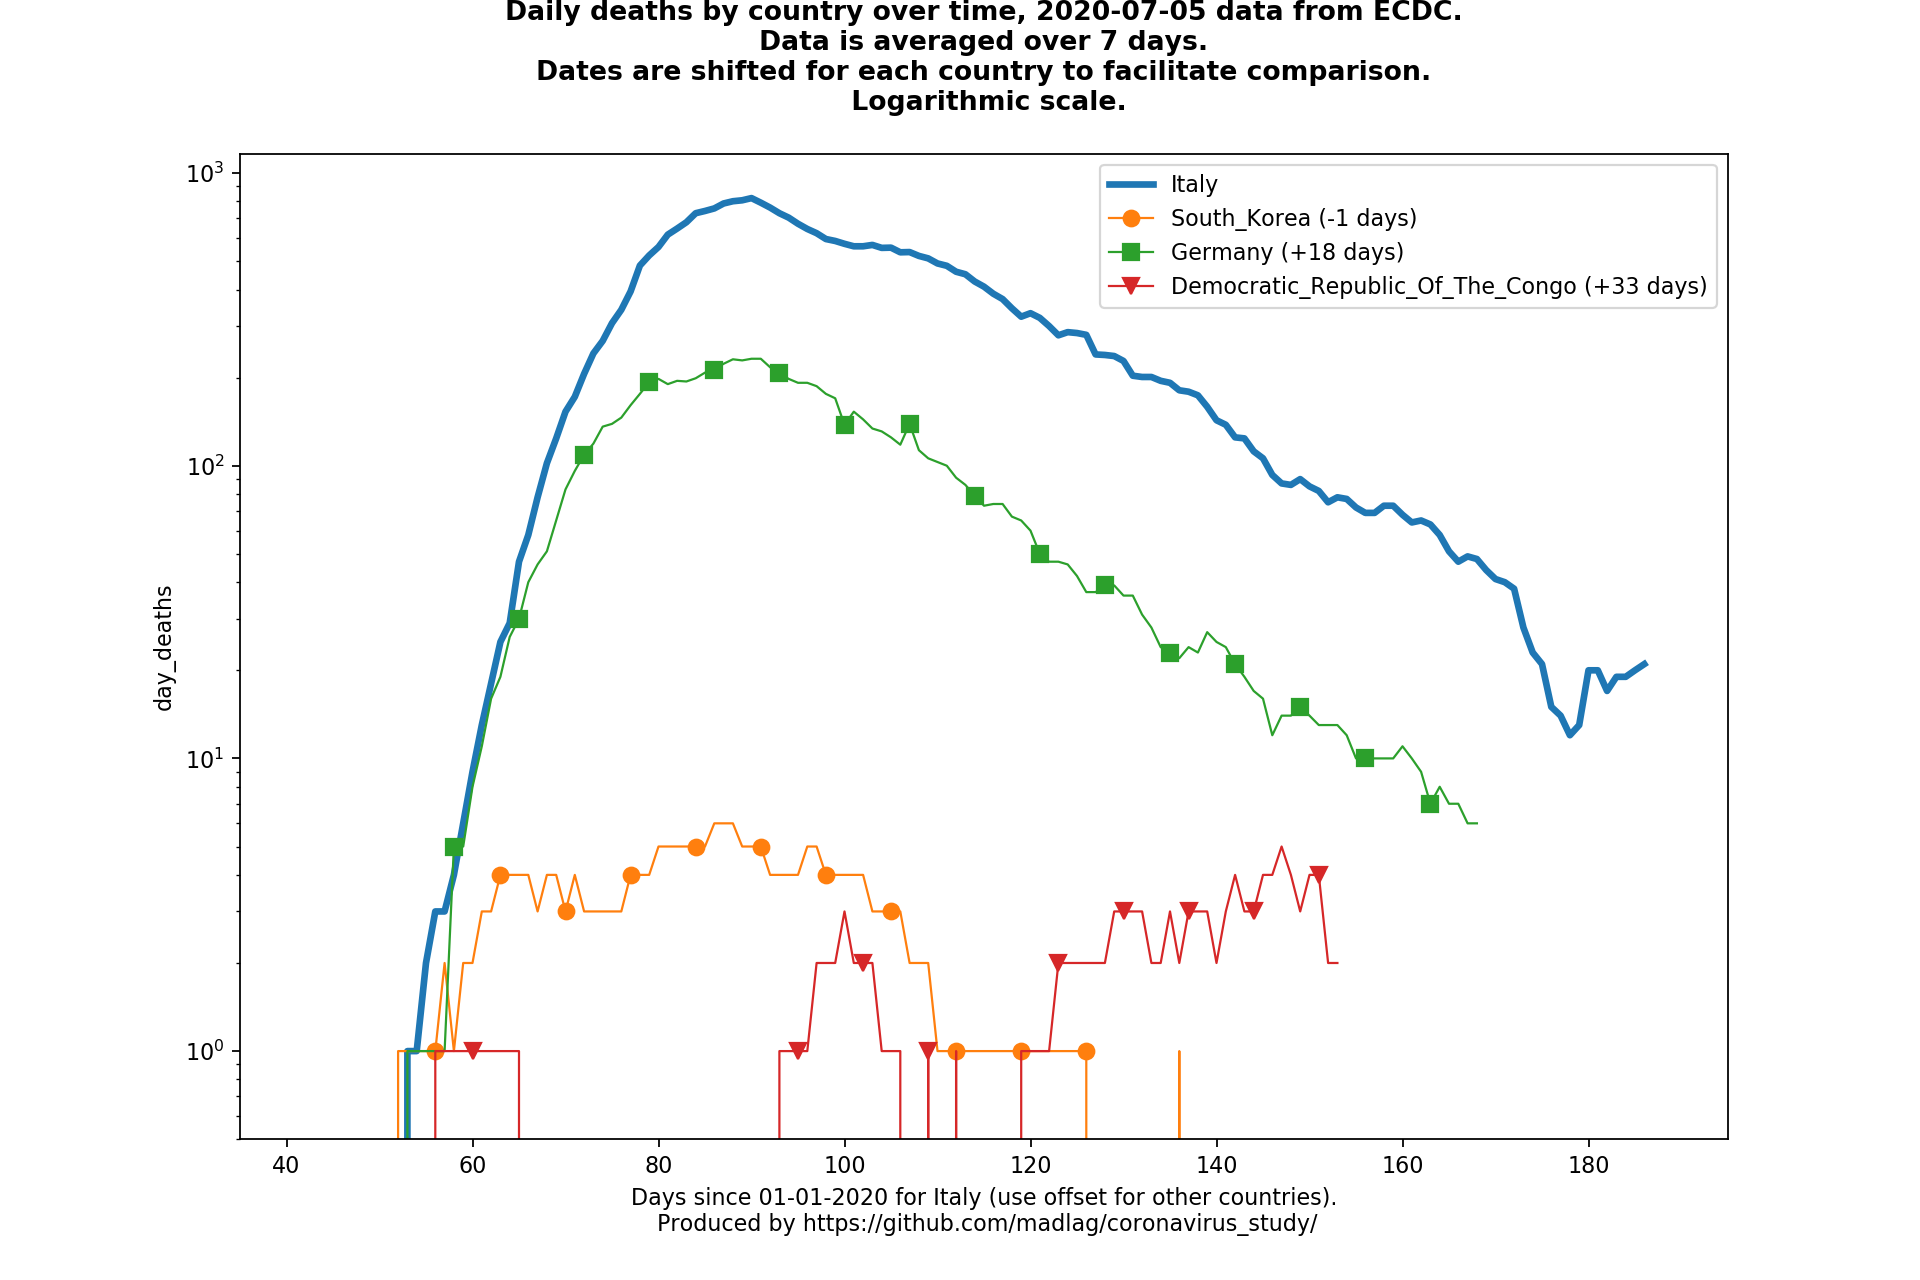 Daily deaths by country over time, 2020-07-05 data from ECDC.
Data is averaged over 7 days.
Dates are shifted for each country to facilitate comparison.
Logarithmic scale.
10³
10²
10¹
10⁰
day_deaths
Italy
South_Korea (-1 days)
Germany (+18 days)
Democratic_Republic_Of_The_Congo (+33 days)
40 60 80 100 120 140 160 180
Days since 01-01-2020 for Italy (use offset for other countries).
Produced by https://github.com/madlag/coronavirus_study/